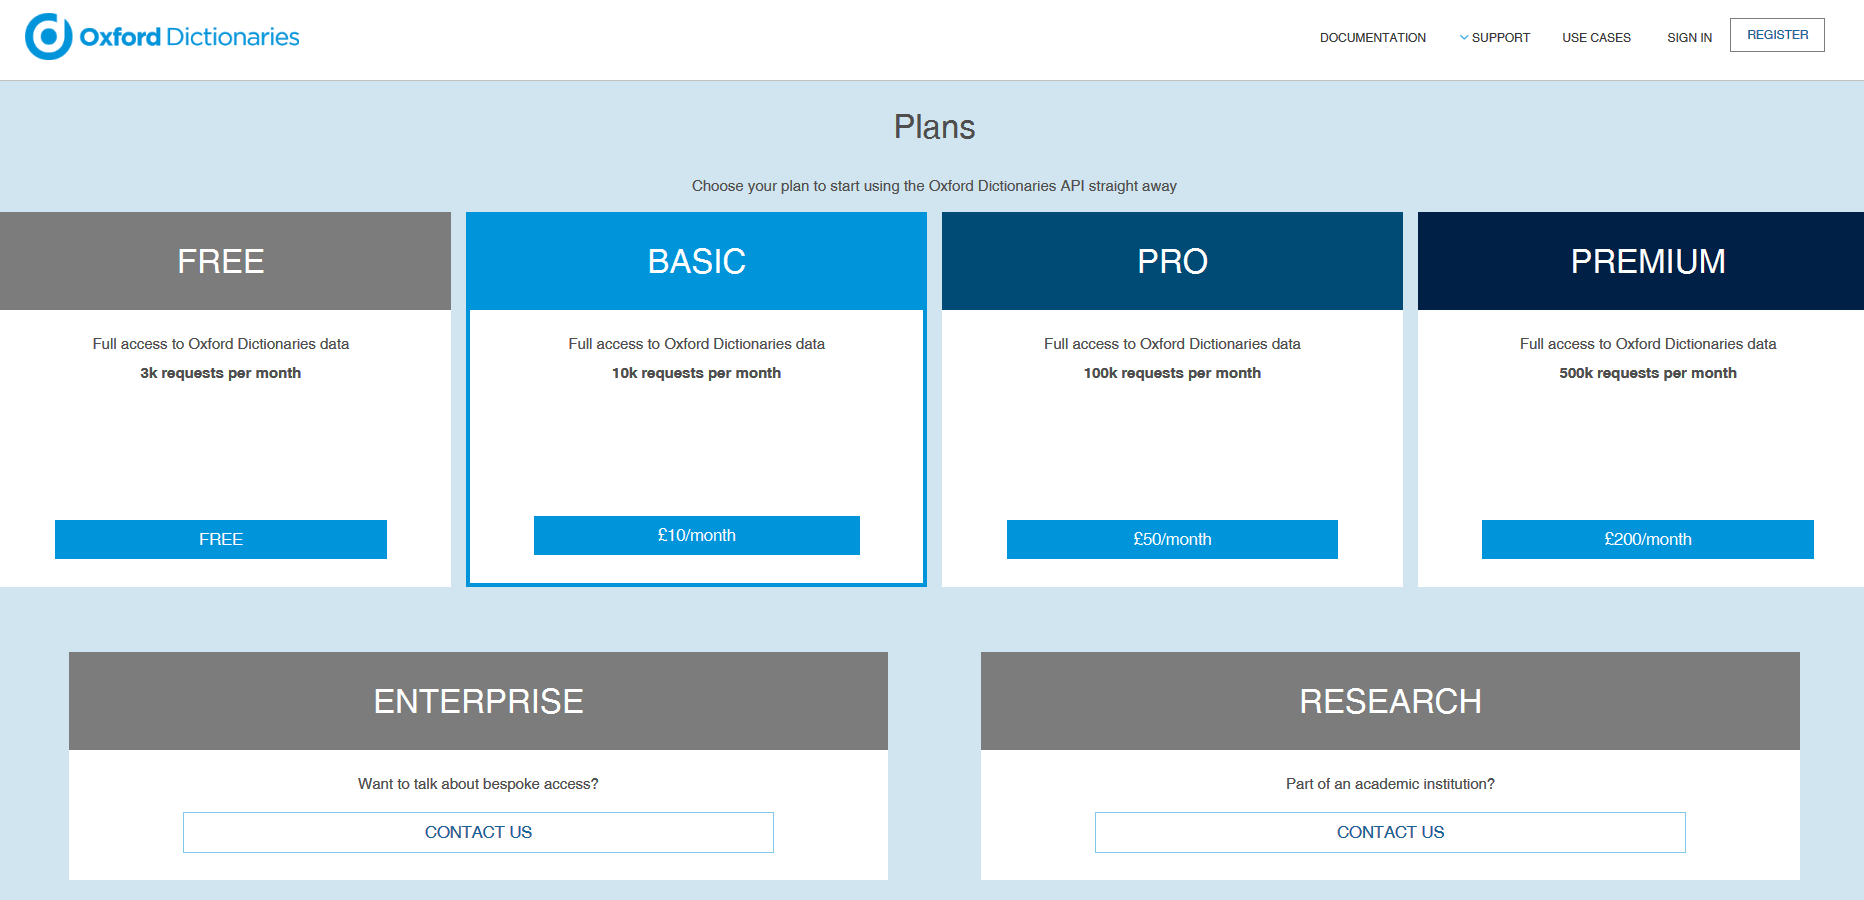 Oxford Dictionaries
DOCUMENTATION SUPPORT USE CASES SIGN IN REGISTER
Plans
Choose your plan to start using the Oxford Dictionaries API straight away
FREE
Full access to Oxford Dictionaries data
3k requests per month
FREE
BASIC
Full access to Oxford Dictionaries data
10k requests per month
£10/month
PRO
Full access to Oxford Dictionaries data
100k requests per month
£50/month
PREMIUM
Full access to Oxford Dictionaries data
500k requests per month
£200/month
ENTERPRISE
Want to talk about bespoke access?
CONTACT US
RESEARCH
Part of an academic institution?
CONTACT US